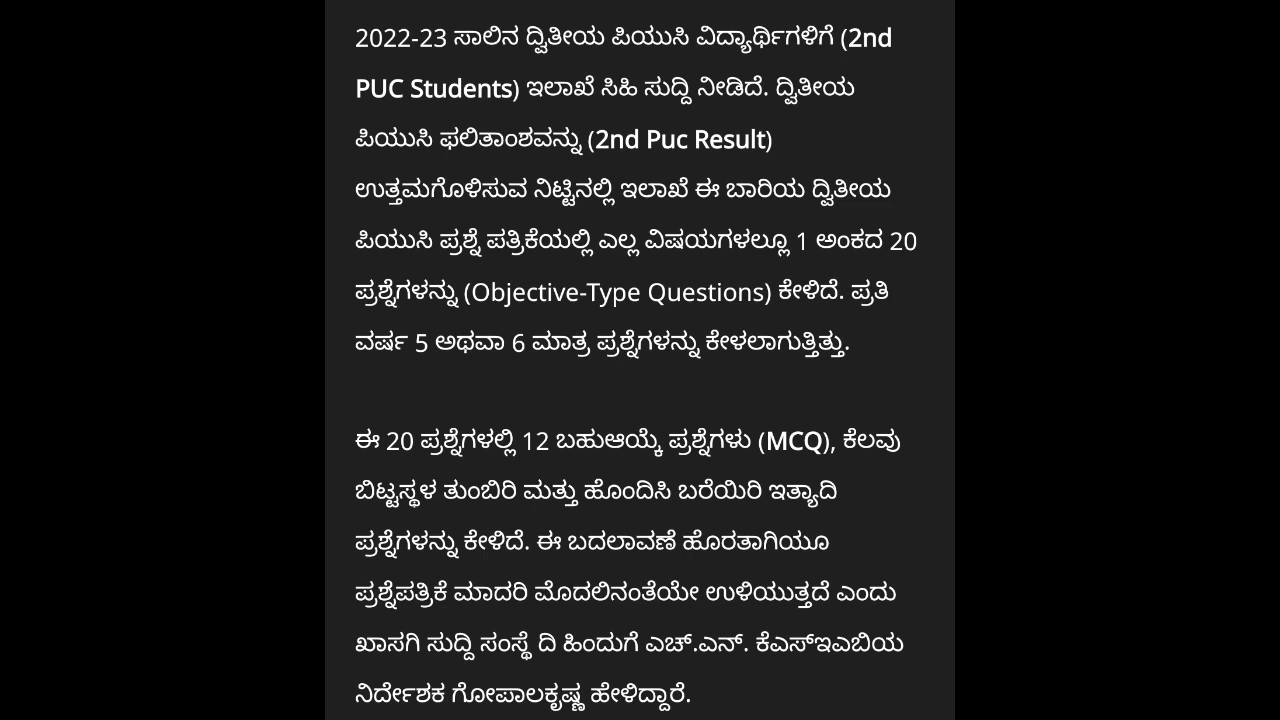 2022-23 ಸಾಲಿನ ದ್ವಿತೀಯ ಪಿಯುಸಿ ವಿದ್ಯಾರ್ಥಿಗಳಿಗೆ (2nd
PUC Students) ಇಲಾಖೆ ಸಿಹಿ ಸುದ್ದಿ ನೀಡಿದೆ. ದ್ವಿತೀಯ
ಪಿಯುಸಿ ಫಲಿತಾಂಶವನ್ನು (2nd Puc Result)
ಉತ್ತಮಗೊಳಿಸುವ ನಿಟ್ಟಿನಲ್ಲಿ ಇಲಾಖೆ ಈ ಬಾರಿಯ ದ್ವಿತೀಯ
ಪಿಯುಸಿ ಪ್ರಶ್ನೆ ಪತ್ರಿಕೆಯಲ್ಲಿ ಎಲ್ಲ ವಿಷಯಗಳಲ್ಲೂ 1 ಅಂಕದ 20
ಪ್ರಶ್ನೆಗಳನ್ನು (Objective-Type Questions) ಕೇಳಿದೆ. ಪ್ರತಿ
ವರ್ಷ 5 ಅಥವಾ 6 ಮಾತ್ರ ಪ್ರಶ್ನೆಗಳನ್ನು ಕೇಳಲಾಗುತ್ತಿತ್ತು.
ಈ 20 ಪ್ರಶ್ನೆಗಳಲ್ಲಿ 12 ಬಹುಆಯ್ಕೆ ಪ್ರಶ್ನೆಗಳು (MCQ), ಕೆಲವು
ಬಿಟ್ಟಸ್ಥಳ ತುಂಬಿರಿ ಮತ್ತು ಹೊಂದಿಸಿ ಬರೆಯಿರಿ ಇತ್ಯಾದಿ
ಪ್ರಶ್ನೆಗಳನ್ನು ಕೇಳಿದೆ. ಈ ಬದಲಾವಣೆ ಹೊರತಾಗಿಯೂ
ಪ್ರಶ್ನೆಪತ್ರಿಕೆ ಮಾದರಿ ಮೊದಲಿನಂತೆಯೇ ಉಳಿಯುತ್ತದೆ ಎಂದು
ಖಾಸಗಿ ಸುದ್ದಿ ಸಂಸ್ಥೆ ದಿ ಹಿಂದುಗೆ ಎಚ್.ಎನ್. ಕೆಎಸ್ಇಎಬಿಯ
ನಿರ್ದೇಶಕ ಗೋಪಾಲಕೃಷ್ಣ ಹೇಳಿದ್ದಾರೆ.